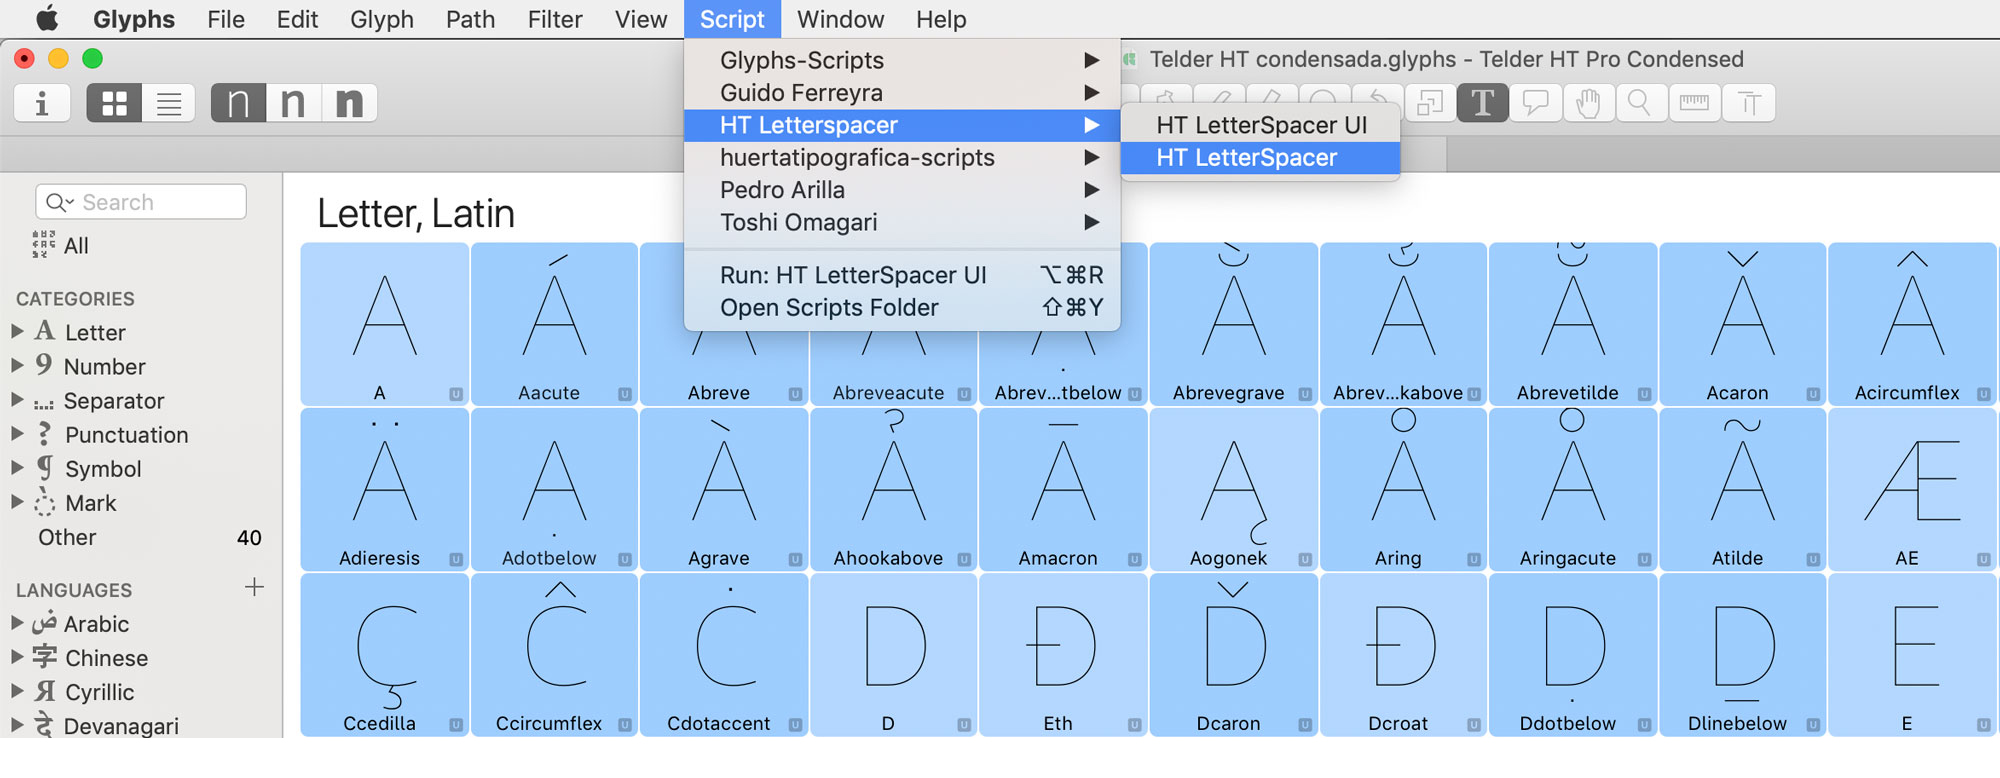 Glyphs File Edit Glyph Path Filter View Script Window Help
Telder HT condensada.glyphs - Telder HT Pro Condensed
i n n n T
Glyphs-Scripts
Guido Ferreyra
HT Letterspacer
huertatipografica-scripts
Pedro Arilla
Toshi Omagari
Run: HT LetterSpacer UI ⌥⌘R
Open Scripts Folder ⇧⌘Y
HT LetterSpacer UI
HT LetterSpacer
Search
All
CATEGORIES
Letter
Number
Separator
Punctuation
Symbol
Mark
Other 40
LANGUAGES +
Arabic
Chinese
Cyrillic
Devanagari
Letter, Latin
A Aacute Abreve Abreveacute Abrev...tbelow Abrevegrave Abrev...kabove Abrevetilde Acaron Acircumflex
Adieresis Adotbelow Agrave Ahookabove Amacron Aogonek Aring Aringacute Atilde AE
Ccedilla Ccircumflex Cdotaccent D Eth Dcaron Dcroat Ddotbelow Dlinebelow E